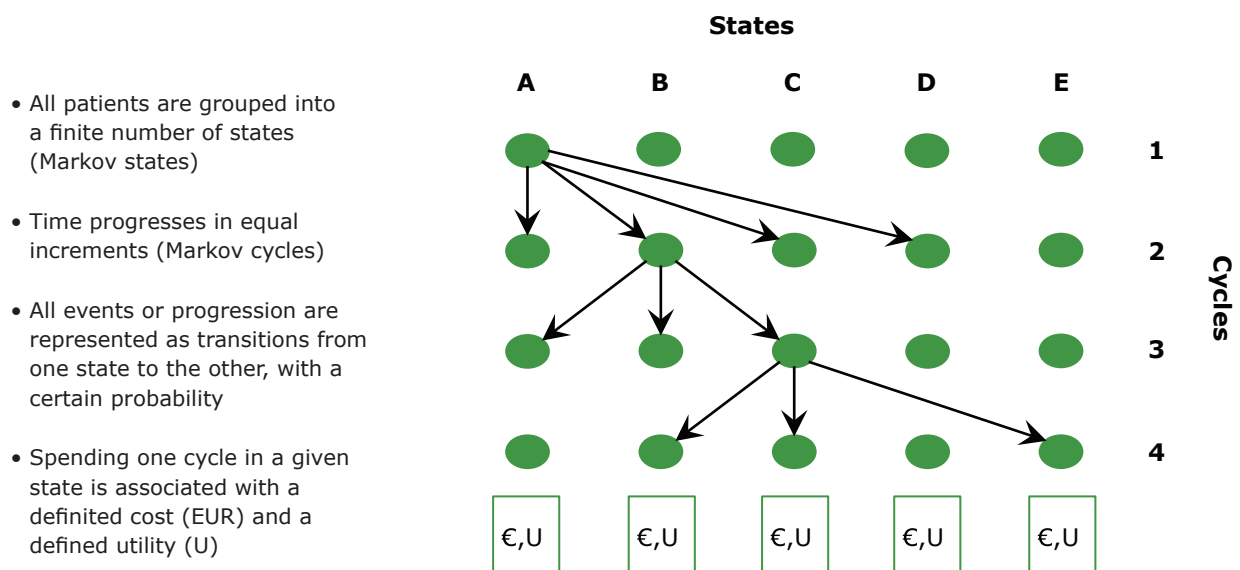 States
A B C D E
• All patients are grouped into
a finite number of states
(Markov states)
1
• Time progresses in equal
increments (Markov cycles)
2
Cycles
• All events or progression are
represented as transitions from
one state to the other, with a
certain probability
3
• Spending one cycle in a given
state is associated with a
definited cost (EUR) and a
defined utility (U)
4
€,U €,U €,U €,U €,U